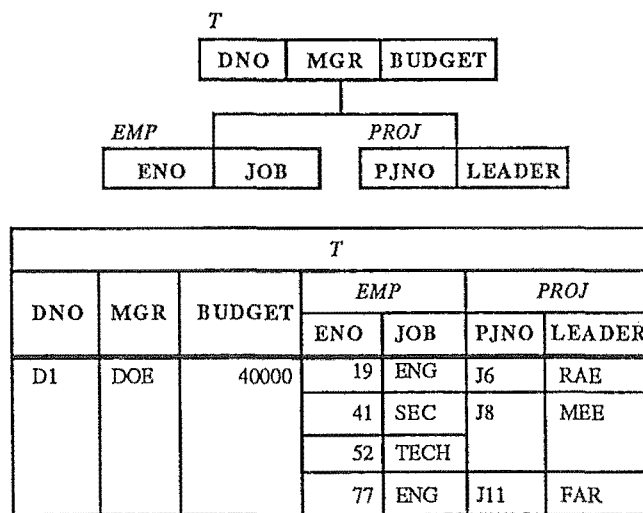 T
DNO MGR BUDGET
EMP PROJ
ENO JOB PJNO LEADER
T
DNO MGR BUDGET EMP PROJ
ENO JOB PJNO LEADER
D1 DOE 40000 19 ENG J6 RAE
41 SEC J8 MEE
52 TECH
77 ENG J11 FAR